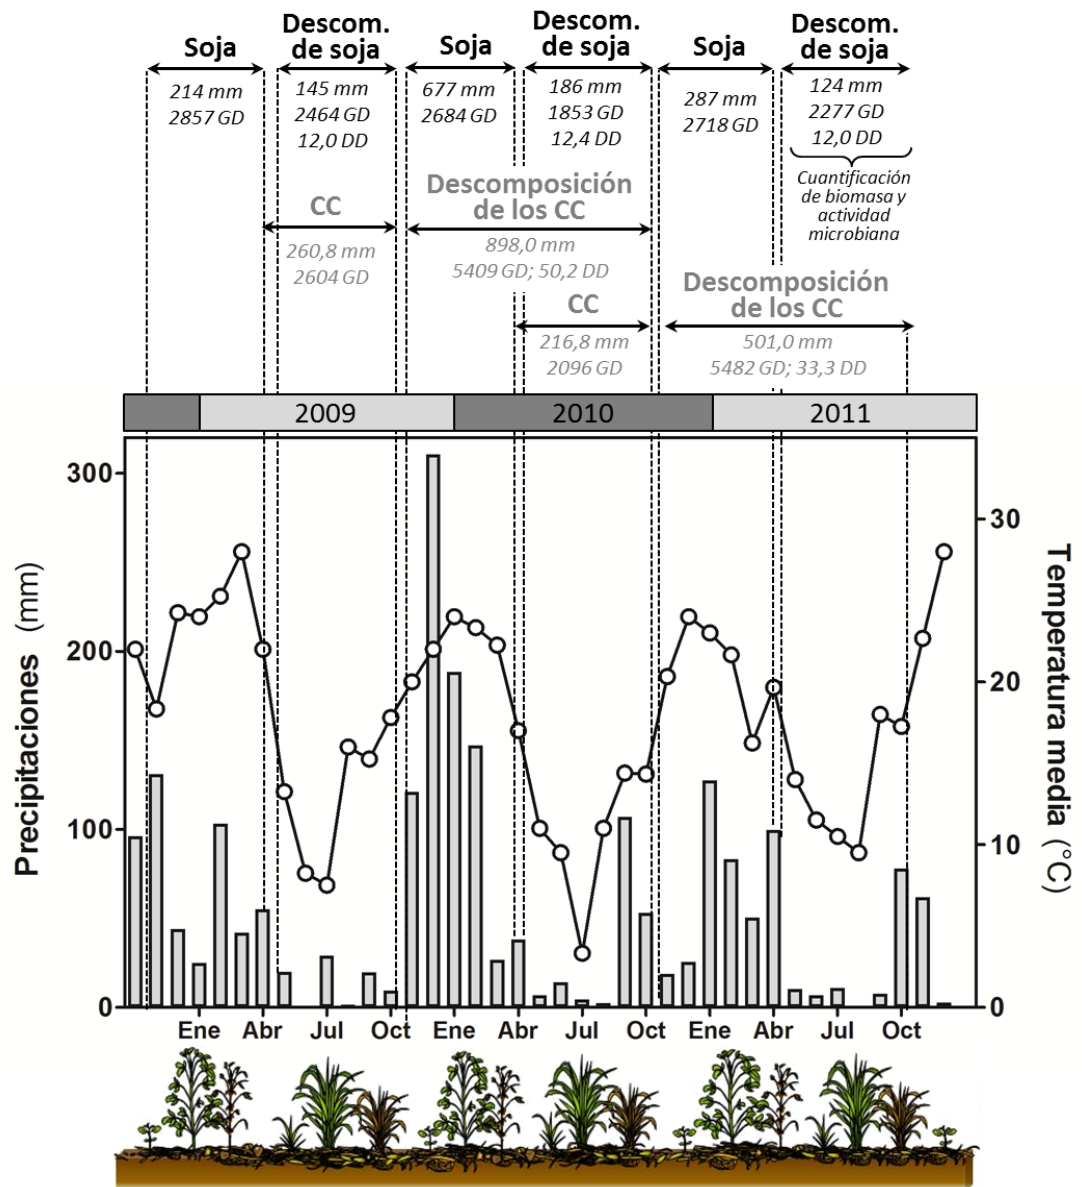 Soja
Descom.
de soja
Soja
Descom.
de soja
Soja
Descom.
de soja
214 mm
2857 GD
145 mm
2464 GD
12,0 DD
677 mm
2684 GD
186 mm
1853 GD
12,4 DD
287 mm
2718 GD
124 mm
2277 GD
12,0 DD
Cuantificación
de biomasa y
actividad
microbiana
CC
260,8 mm
2604 GD
Descomposición
de los CC
898,0 mm
5409 GD; 50,2 DD
CC
216,8 mm
2096 GD
Descomposición
de los CC
501,0 mm
5482 GD; 33,3 DD
2009
2010
2011
Precipitaciones (mm)
300
200
100
0
30
20
10
0
Temperatura media (°C)
Ene
Abr
Jul
Oct
Ene
Abr
Jul
Oct
Ene
Abr
Jul
Oct